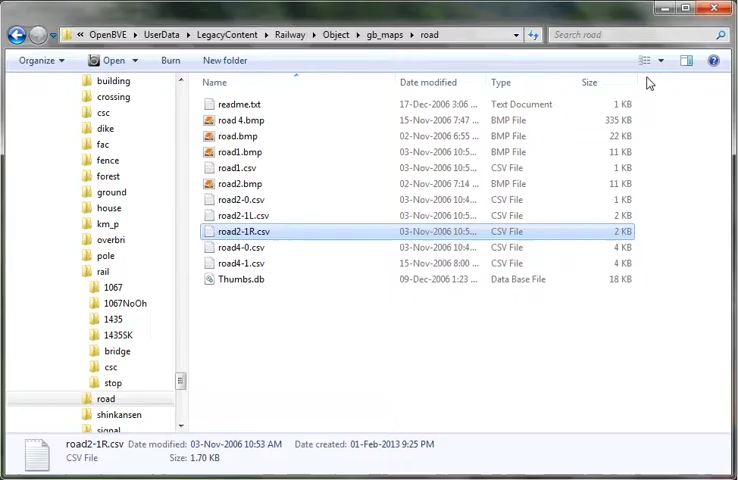 « OpenBVE ▸ UserData ▸ LegacyContent ▸ Railway ▸ Object ▸ gb_maps ▸ road
Search road
Organize Open Burn New folder
Name Date modified Type Size
readme.txt 17-Dec-2006 3:06 ... Text Document 1 KB
road 4.bmp 15-Nov-2006 7:47 ... BMP File 335 KB
road.bmp 02-Nov-2006 6:55 ... BMP File 22 KB
road1.bmp 03-Nov-2006 10:5... BMP File 11 KB
road1.csv 03-Nov-2006 10:5... CSV File 1 KB
road2.bmp 02-Nov-2006 7:14 ... BMP File 11 KB
road2-0.csv 03-Nov-2006 10:4... CSV File 1 KB
road2-1L.csv 03-Nov-2006 10:5... CSV File 2 KB
road2-1R.csv 03-Nov-2006 10:5... CSV File 2 KB
road4-0.csv 03-Nov-2006 10:4... CSV File 4 KB
road4-1.csv 15-Nov-2006 8:00 ... CSV File 4 KB
Thumbs.db 09-Dec-2006 1:23 ... Data Base File 18 KB
building
crossing
csc
dike
fac
fence
forest
ground
house
km_p
overbri
pole
rail
1067
1067NoOh
1435
1435SK
bridge
csc
stop
road
shinkansen
signal
road2-1R.csv Date modified: 03-Nov-2006 10:53 AM Date created: 01-Feb-2013 9:25 PM
CSV File Size: 1.70 KB